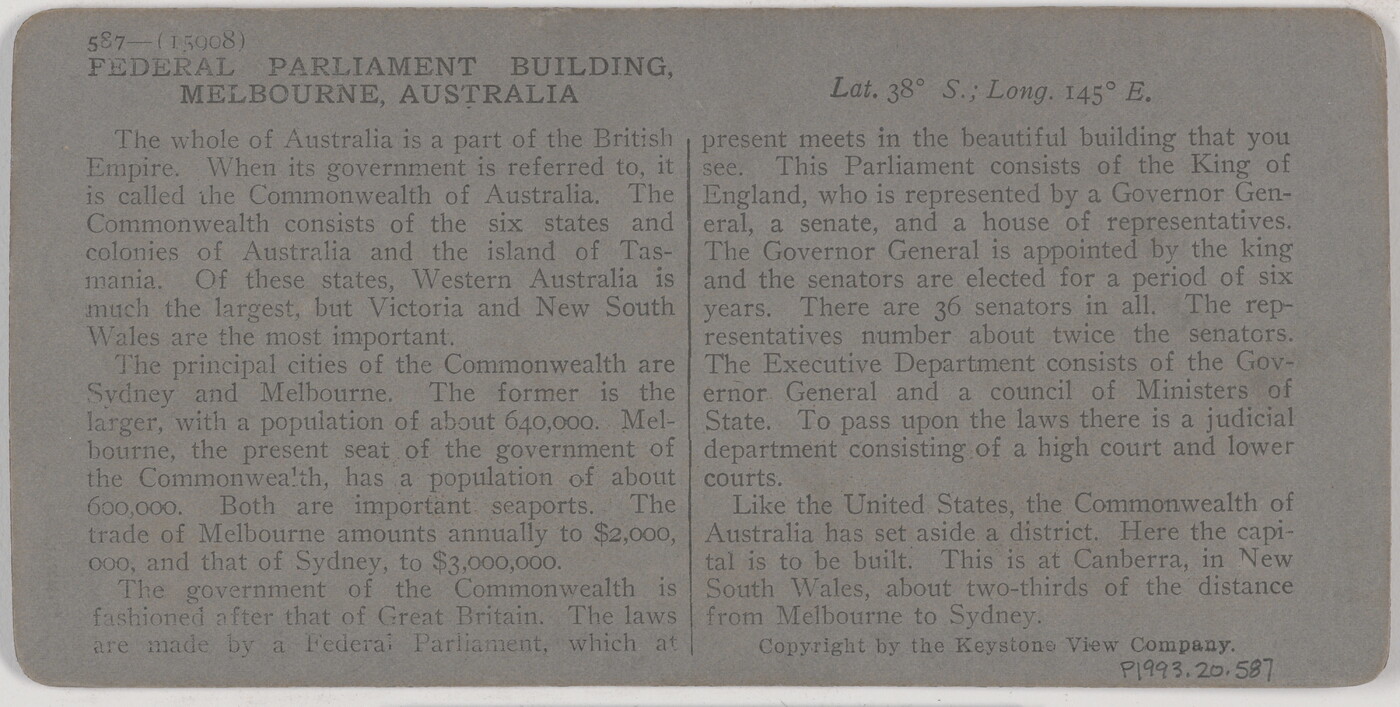 587—(15908)
FEDERAL PARLIAMENT BUILDING,
MELBOURNE, AUSTRALIA
The whole of Australia is a part of the British
Empire. When its government is referred to, it
is called the Commonwealth of Australia. The
Commonwealth consists of the six states and
colonies of Australia and the island of Tas-
mania. Of these states, Western Australia is
much the largest, but Victoria and New South
Wales are the most important.
The principal cities of the Commonwealth are
Sydney and Melbourne. The former is the
larger, with a population of about 640,000. Mel-
bourne, the present seat of the government of
the Commonwealth, has a population of about
600,000. Both are important seaports. The
trade of Melbourne amounts annually to $2,000,
000, and that of Sydney, to $3,000,000.
The government of the Commonwealth is
fashioned after that of Great Britain. The laws
are made by a Federal Parliament, which at
Lat. 38° S.; Long. 145° E.
present meets in the beautiful building that you
see. This Parliament consists of the King of
England, who is represented by a Governor Gen-
eral, a senate, and a house of representatives.
The Governor General is appointed by the king
and the senators are elected for a period of six
years. There are 36 senators in all. The rep-
resentatives number about twice the senators.
The Executive Department consists of the Gov-
ernor General and a council of Ministers of
State. To pass upon the laws there is a judicial
department consisting of a high court and lower
courts.
Like the United States, the Commonwealth of
Australia has set aside a district. Here the capi-
tal is to be built. This is at Canberra, in New
South Wales, about two-thirds of the distance
from Melbourne to Sydney.
Copyright by the Keystone View Company.
P1993.20.587